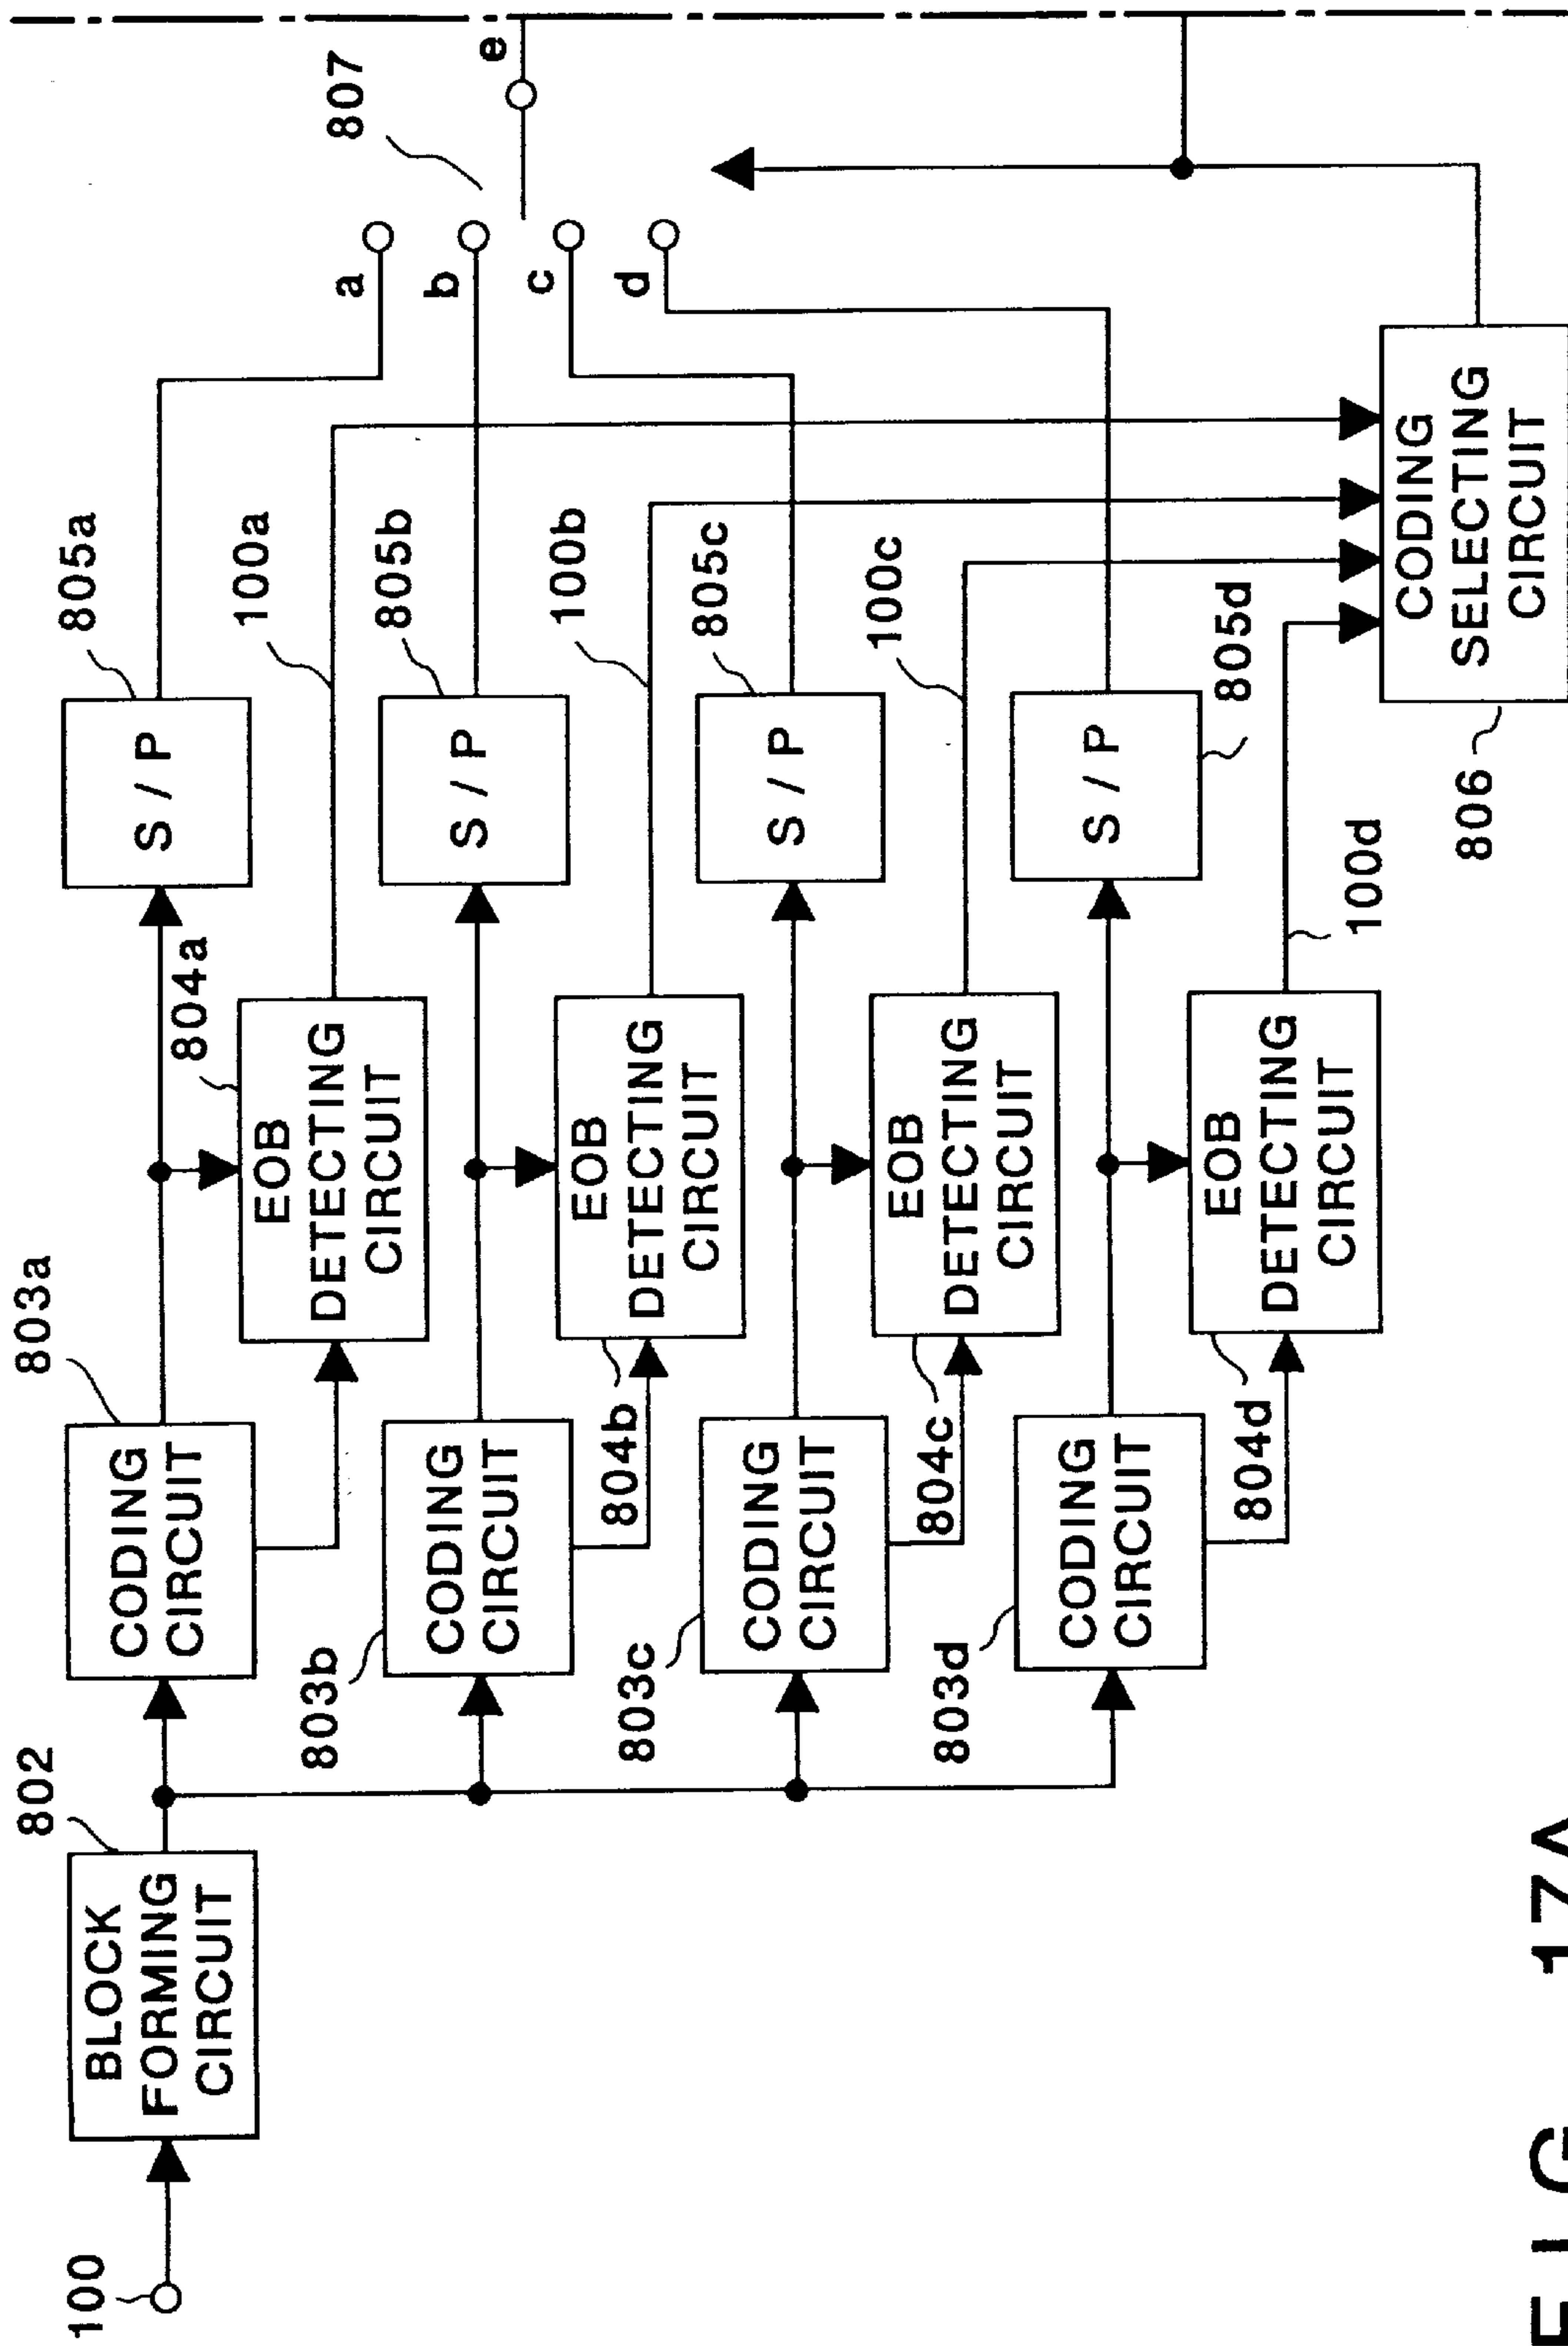 100
802
BLOCK
FORMING
CIRCUIT
803a
CODING
CIRCUIT
803b
CODING
CIRCUIT
803c
CODING
CIRCUIT
803d
CODING
CIRCUIT
804a
EOB
DETECTING
CIRCUIT
804b
EOB
DETECTING
CIRCUIT
804c
EOB
DETECTING
CIRCUIT
804d
EOB
DETECTING
CIRCUIT
805a
S / P
100a
805b
S / P
100b
805c
S / P
100c
805d
S / P
100d
806
CODING
SELECTING
CIRCUIT
807
a
b
c
d
e
FIG. 17A